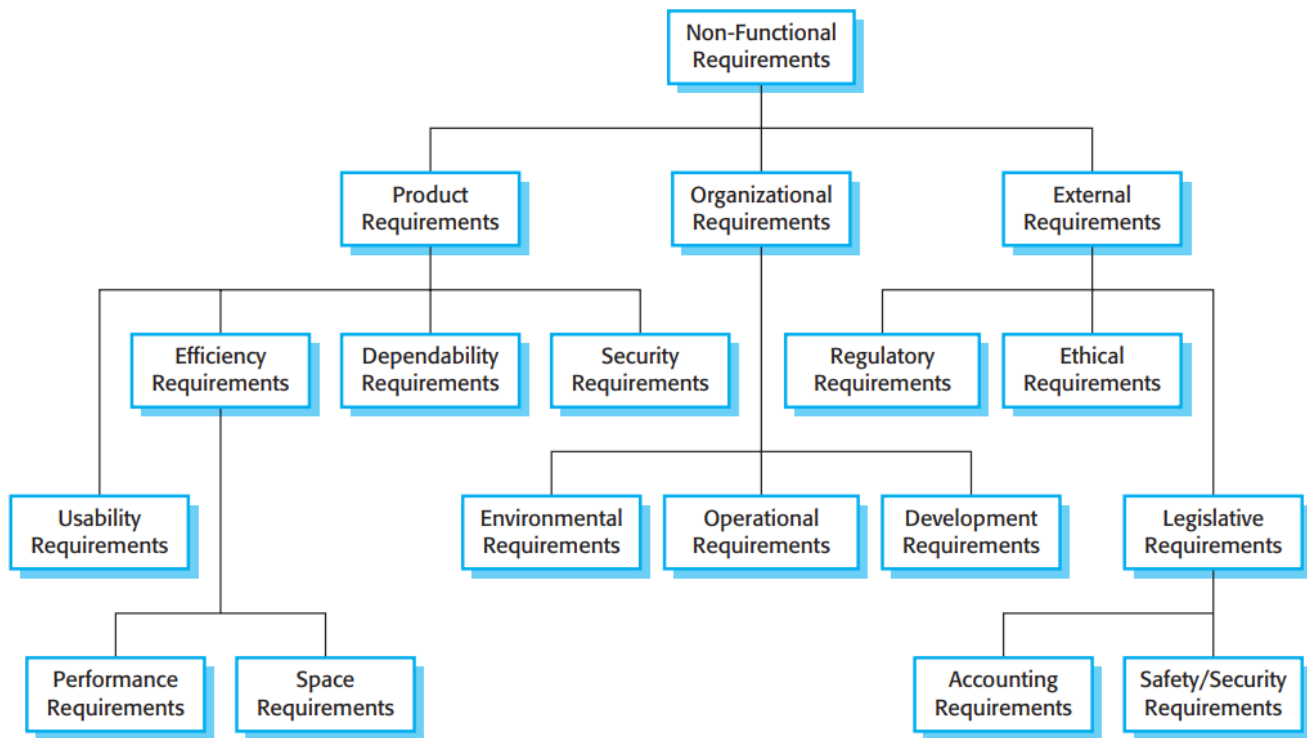 Non-Functional
Requirements
Product
Requirements
Organizational
Requirements
External
Requirements
Efficiency
Requirements
Dependability
Requirements
Security
Requirements
Regulatory
Requirements
Ethical
Requirements
Usability
Requirements
Environmental
Requirements
Operational
Requirements
Development
Requirements
Legislative
Requirements
Performance
Requirements
Space
Requirements
Accounting
Requirements
Safety/Security
Requirements